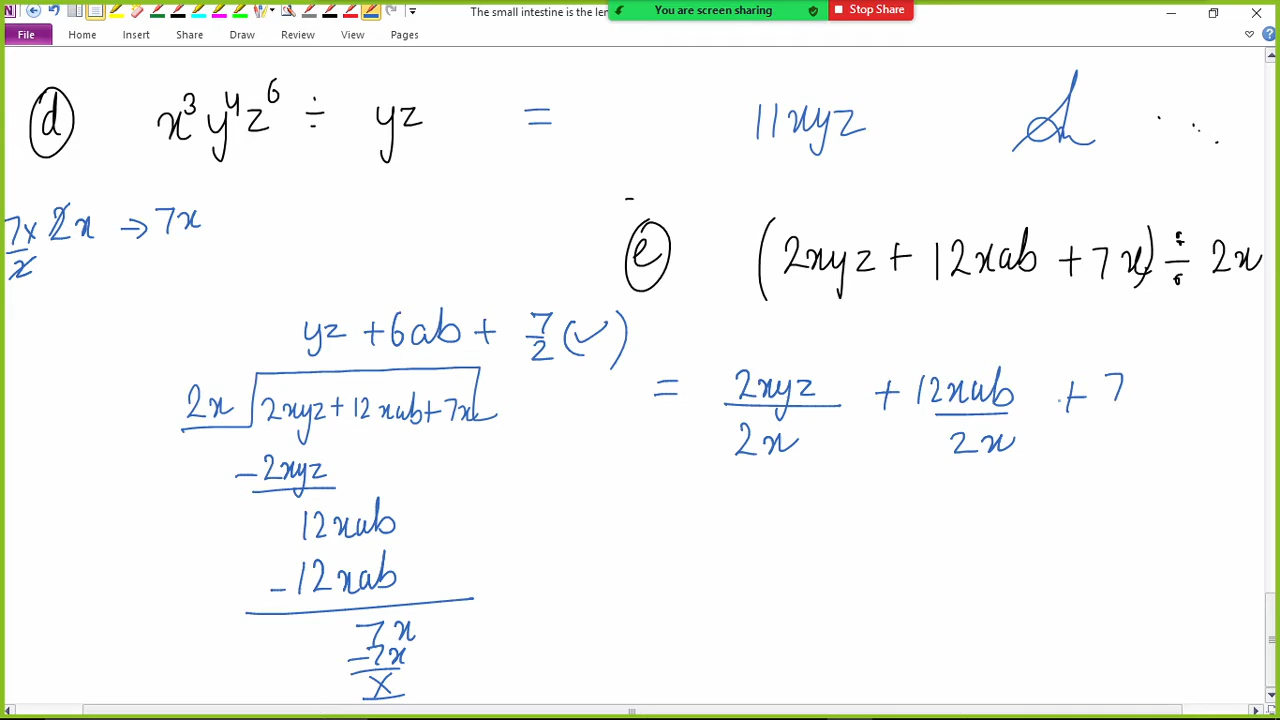 The small intestine is the len
You are screen sharing
Stop Share
File Home Insert Share Draw Review View Pages
d x³y⁴z⁶ ÷ yz = 11xyz
7x/2 2x ⇒ 7x
e (2xyz + 12xab + 7x) ÷ 2x
yz + 6ab + 7/2 (✓)
2x 2xyz + 12xab + 7x
= 2xyz/2x + 12xab/2x + 7
-2xyz
12xab
-12xab
7x
-7x
x